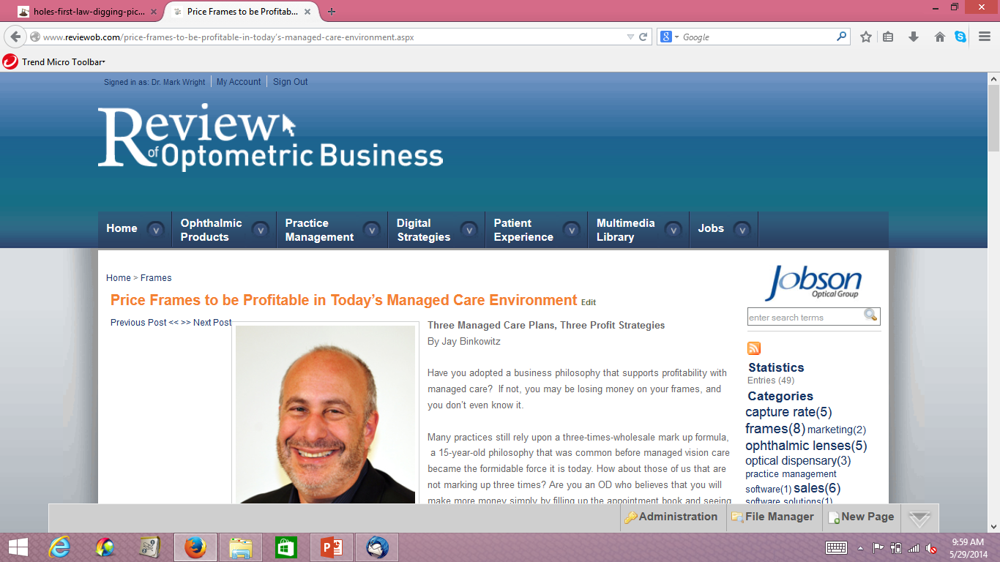 holes-first-law-digging-pic...
Price Frames to be Profitab...
www.reviewob.com/price-frames-to-be-profitable-in-today's-managed-care-environment.aspx
Google
Trend Micro Toolbar
Signed in as: Dr. Mark Wright
My Account
Sign Out
Review
of Optometric Business
Home
Ophthalmic
Products
Practice
Management
Digital
Strategies
Patient
Experience
Multimedia
Library
Jobs
Home > Frames
Price Frames to be Profitable in Today's Managed Care Environment Edit
Previous Post << >> Next Post
Three Managed Care Plans, Three Profit Strategies
By Jay Binkowitz
Have you adopted a business philosophy that supports profitability with
managed care?  If not, you may be losing money on your frames, and
you don't even know it.
Many practices still rely upon a three-times-wholesale mark up formula,
a 15-year-old philosophy that was common before managed vision care
became the formidable force it is today. How about those of us that are
not marking up three times? Are you an OD who believes that you will
make more money simply by filling up the appointment book and seeing
Jobson
Optical Group
enter search terms
Statistics
Entries (49)
Categories
capture rate(5)
frames(8) marketing(2)
ophthalmic lenses(5)
optical dispensary(3)
practice management
software(1) sales(6)
software solutions(1)
Administration
File Manager
New Page
9:59 AM
5/29/2014